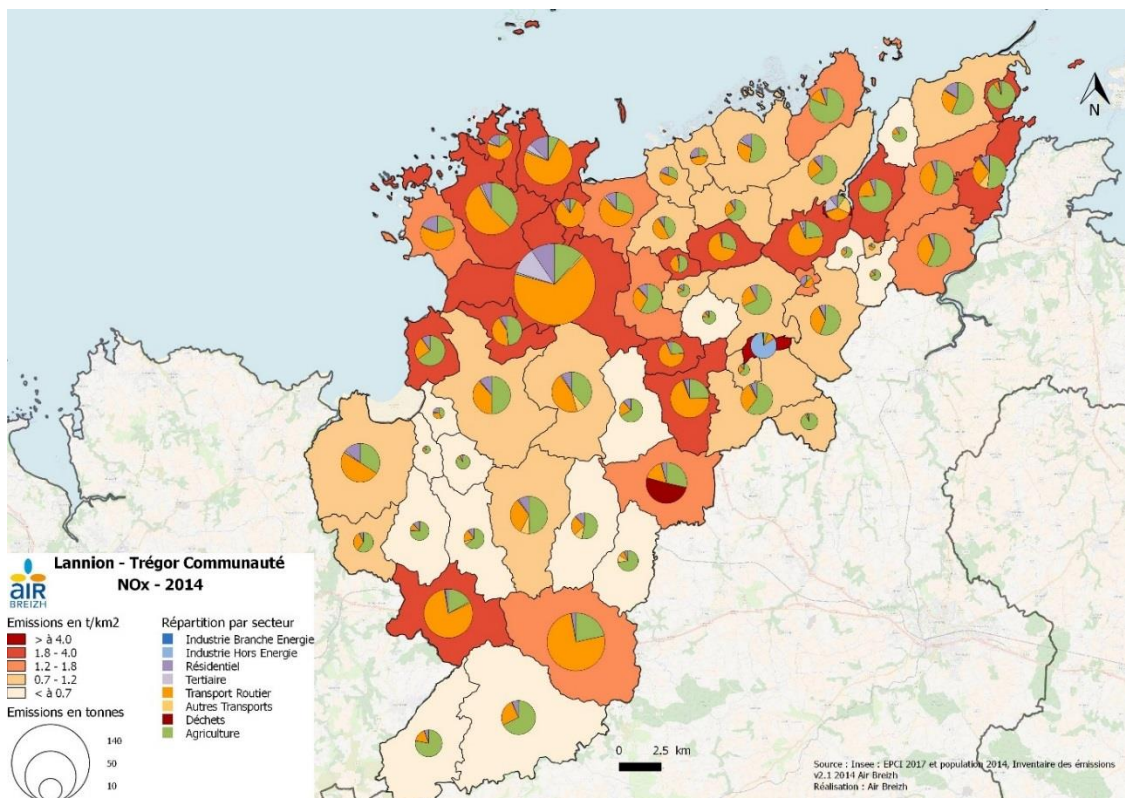 N
Lannion - Trégor Communauté
NOx - 2014
aiR
BREIZH
Emissions en t/km2
> à 4.0
1.8 - 4.0
1.2 - 1.8
0.7 - 1.2
< à 0.7
Répartition par secteur
Industrie Branche Energie
Industrie Hors Energie
Résidentiel
Tertiaire
Transport Routier
Autres Transports
Déchets
Agriculture
Emissions en tonnes
140
50
10
0 2.5 km
Source : Insee : EPCI 2017 et population 2014, Inventaire des émissions
v2.1 2014 Air Breizh
Réalisation : Air Breizh